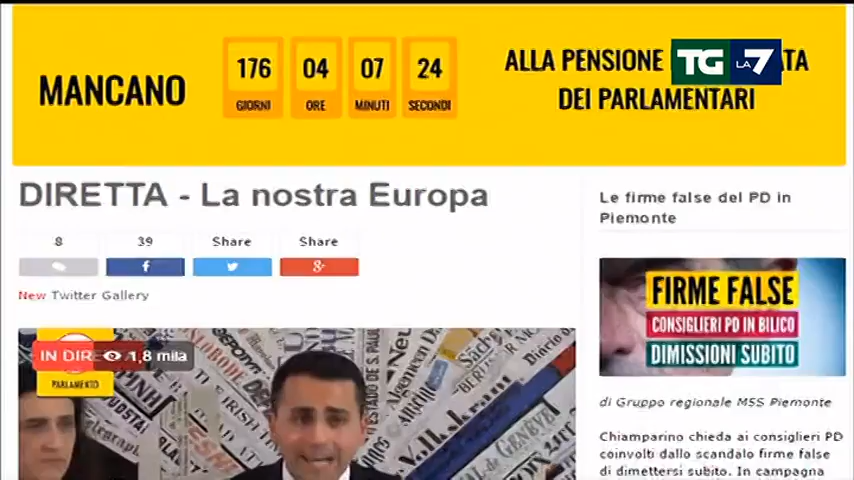 MANCANO
176 04 07 24
GIORNI ORE MINUTI SECONDI
ALLA PENSIONE TA
DEI PARLAMENTARI
TG LA 7
DIRETTA - La nostra Europa
8 39 Share Share
New Twitter Gallery
IN DIRE 1,8 mila
PARLAMENTO
Le firme false del PD in
Piemonte
FIRME FALSE
CONSIGLIERI PD IN BILICO
DIMISSIONI SUBITO
di Gruppo regionale M5S Piemonte
Chiamparino chieda ai consiglieri PD
coinvolti dallo scandalo firme false
di dimettersi subito. In campagna